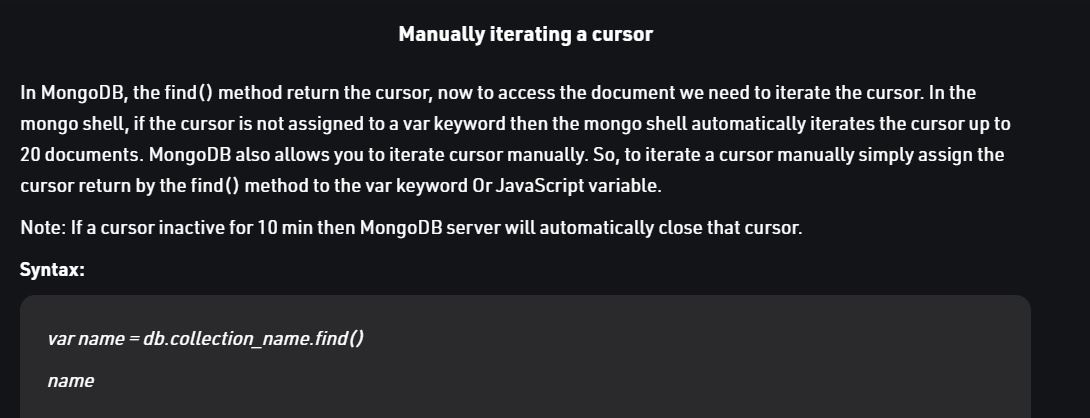 Manually iterating a cursor
In MongoDB, the find() method return the cursor, now to access the document we need to iterate the cursor. In the
mongo shell, if the cursor is not assigned to a var keyword then the mongo shell automatically iterates the cursor up to
20 documents. MongoDB also allows you to iterate cursor manually. So, to iterate a cursor manually simply assign the
cursor return by the find() method to the var keyword Or JavaScript variable.
Note: If a cursor inactive for 10 min then MongoDB server will automatically close that cursor.
Syntax:
var name = db.collection_name.find()
name